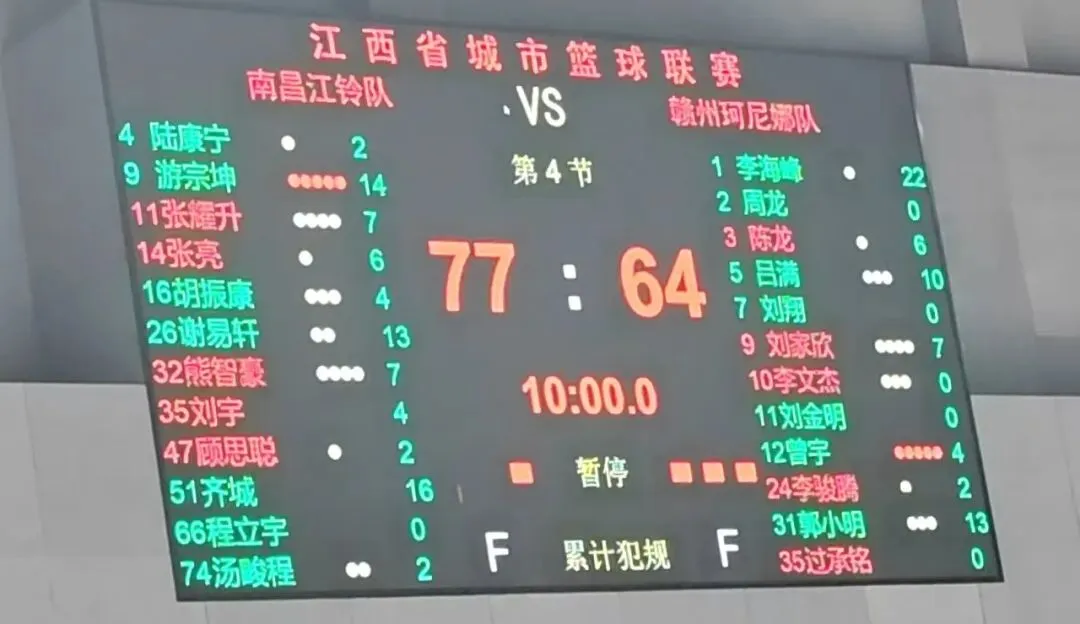 江西省城市篮球联赛
南昌江铃队 VS 赣州珂尼娜队
第4节
77 : 64
10:00.0
暂停
F 累计犯规 F
4 陆康宁 2
9 游宗坤 14
11张耀升 7
14张亮 6
16胡振康 4
26谢易轩 13
32熊智豪 7
35刘宇 4
47顾思聪 2
51齐城 16
66程立宇 0
74汤畯程 2
1 李海峰 22
2 周龙 0
3 陈龙 6
5 吕满 10
7 刘翔 0
9 刘家欣 7
10李文杰 0
11刘金明 0
12曾宇 4
24李骏腾 2
31郭小明 13
35过承铭 0